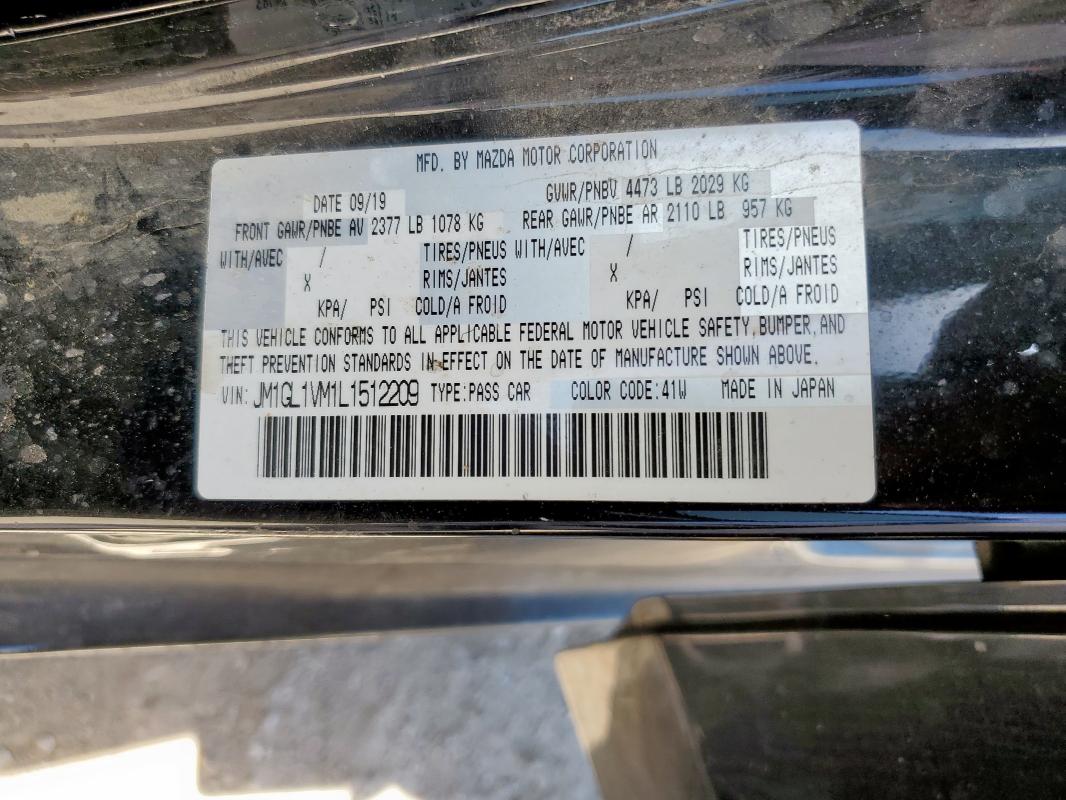 MFD. BY MAZDA MOTOR CORPORATION
DATE 09/19 GVWR/PNBV 4473 LB 2029 KG
FRONT GAWR/PNBE AV 2377 LB 1078 KG REAR GAWR/PNBE AR 2110 LB 957 KG
WITH/AVEC / TIRES/PNEUS WITH/AVEC / TIRES/PNEUS
X RIMS/JANTES X RIMS/JANTES
KPA/ PSI COLD/A FROID KPA/ PSI COLD/A FROID
THIS VEHICLE CONFORMS TO ALL APPLICABLE FEDERAL MOTOR VEHICLE SAFETY, BUMPER, AND
THEFT PREVENTION STANDARDS IN EFFECT ON THE DATE OF MANUFACTURE SHOWN ABOVE.
VIN: JM1GL1VM1L1512209 TYPE:PASS CAR COLOR CODE:41W MADE IN JAPAN